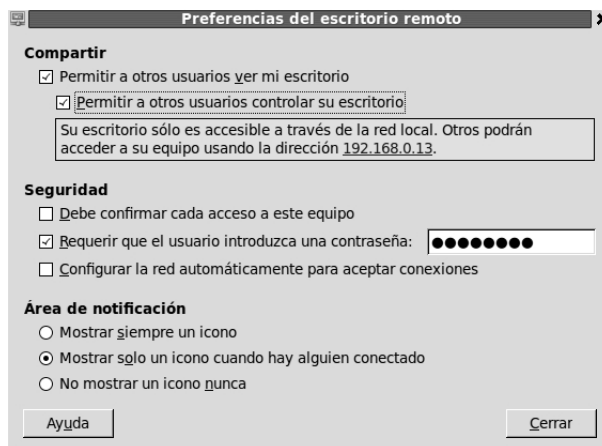 Preferencias del escritorio remoto
Compartir
Permitir a otros usuarios ver mi escritorio
Permitir a otros usuarios controlar su escritorio
Su escritorio sólo es accesible a través de la red local. Otros podrán
acceder a su equipo usando la dirección 192.168.0.13.
Seguridad
Debe confirmar cada acceso a este equipo
Requerir que el usuario introduzca una contraseña: ●●●●●●●●
Configurar la red automáticamente para aceptar conexiones
Área de notificación
Mostrar siempre un icono
Mostrar solo un icono cuando hay alguien conectado
No mostrar un icono nunca
Ayuda Cerrar